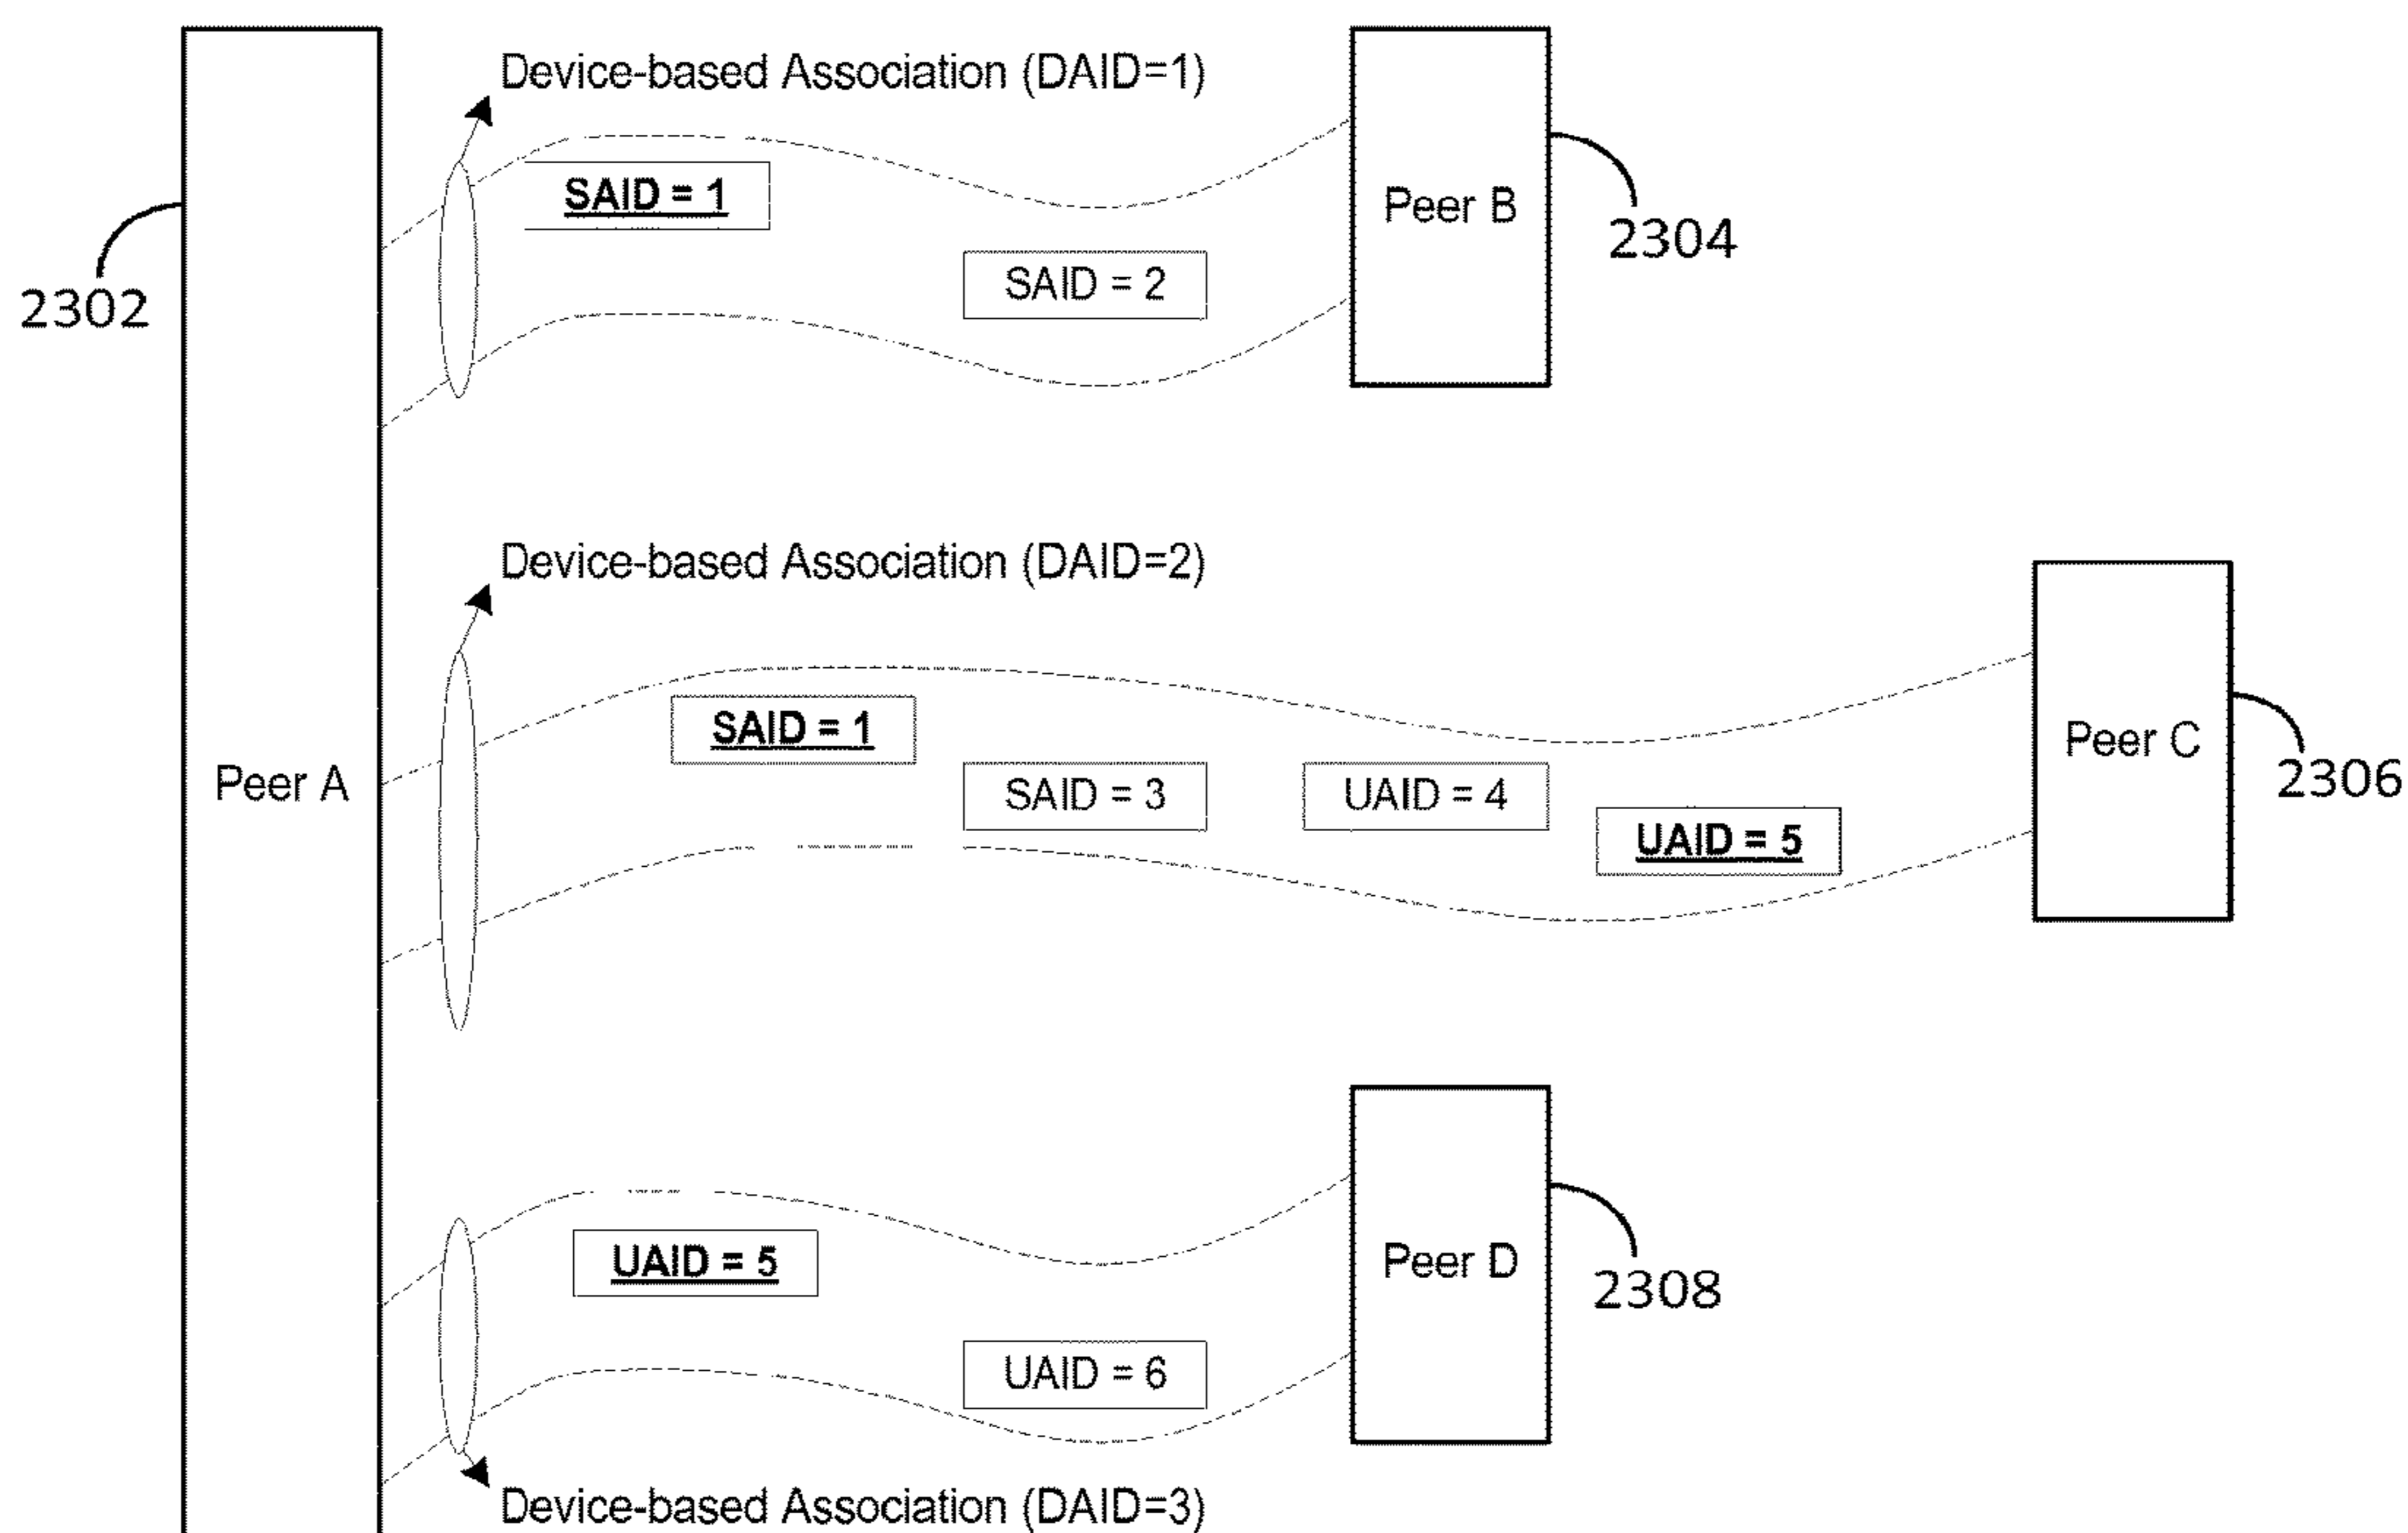 Device-based Association (DAID=1)
SAID = 1
Peer B
2304
SAID = 2
2302
Device-based Association (DAID=2)
SAID = 1
Peer C
2306
Peer A
SAID = 3
UAID = 4
UAID = 5
UAID = 5
Peer D
2308
UAID = 6
Device-based Association (DAID=3)